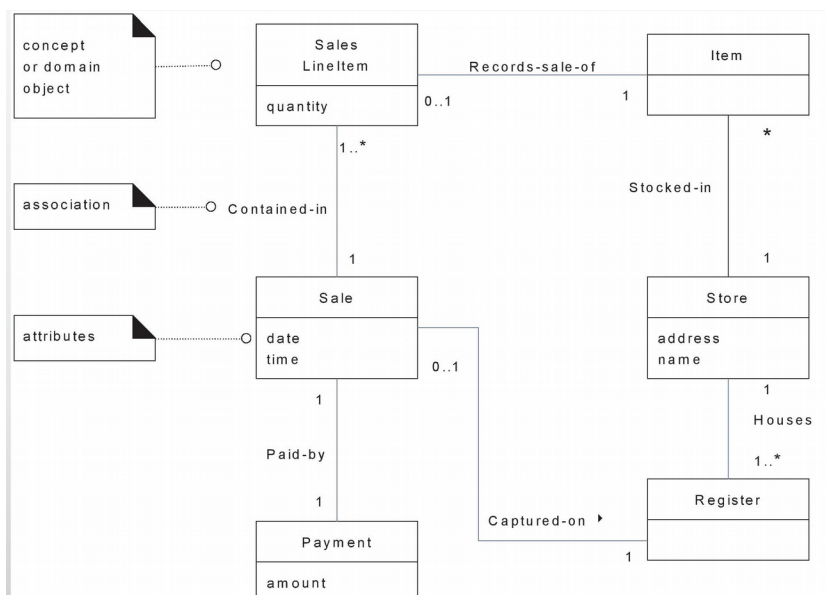 concept
or domain
object
Sales
LineItem
quantity
Records-sale-of
0..1
1
Item
*
1..*
Stocked-in
association
Contained-in
1
1
Sale
date
time
Store
address
name
attributes
0..1
1
1
Houses
Paid-by
1..*
1
Register
Captured-on
1
Payment
amount